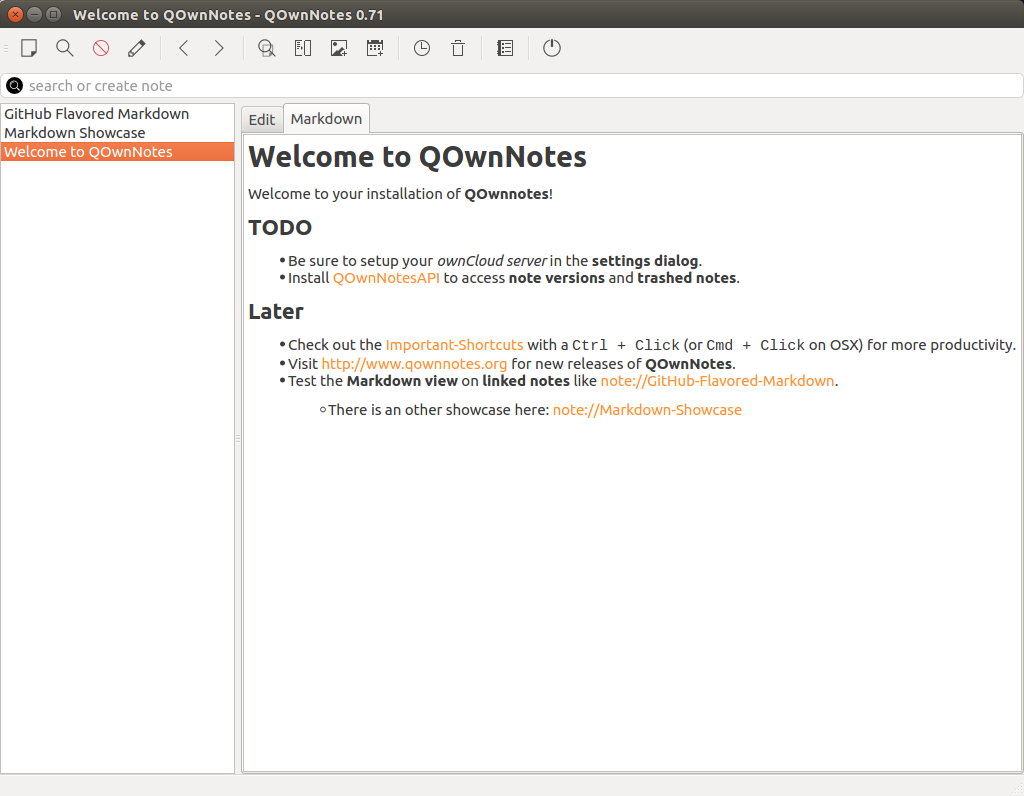 Welcome to QOwnNotes - QOwnNotes 0.71
search or create note
GitHub Flavored Markdown
Markdown Showcase
Welcome to QOwnNotes
Edit
Markdown
Welcome to QOwnNotes
Welcome to your installation of QOwnnotes!
TODO
Be sure to setup your ownCloud server in the settings dialog.
Install QOwnNotesAPI to access note versions and trashed notes.
Later
Check out the Important-Shortcuts with a Ctrl + Click (or Cmd + Click on OSX) for more productivity.
Visit http://www.qownnotes.org for new releases of QOwnNotes.
Test the Markdown view on linked notes like note://GitHub-Flavored-Markdown.
There is an other showcase here: note://Markdown-Showcase